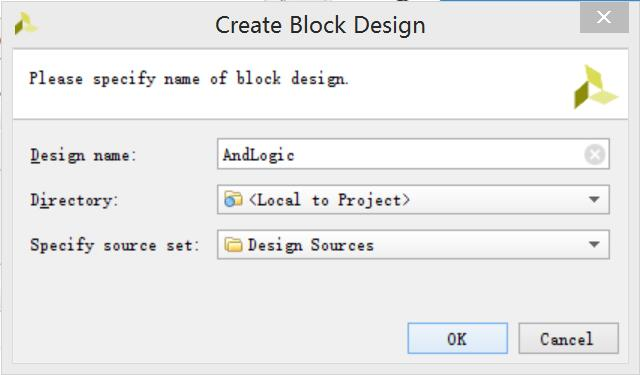 Create Block Design
Please specify name of block design.
Design name: AndLogic
Directory: <Local to Project>
Specify source set: Design Sources
OK Cancel